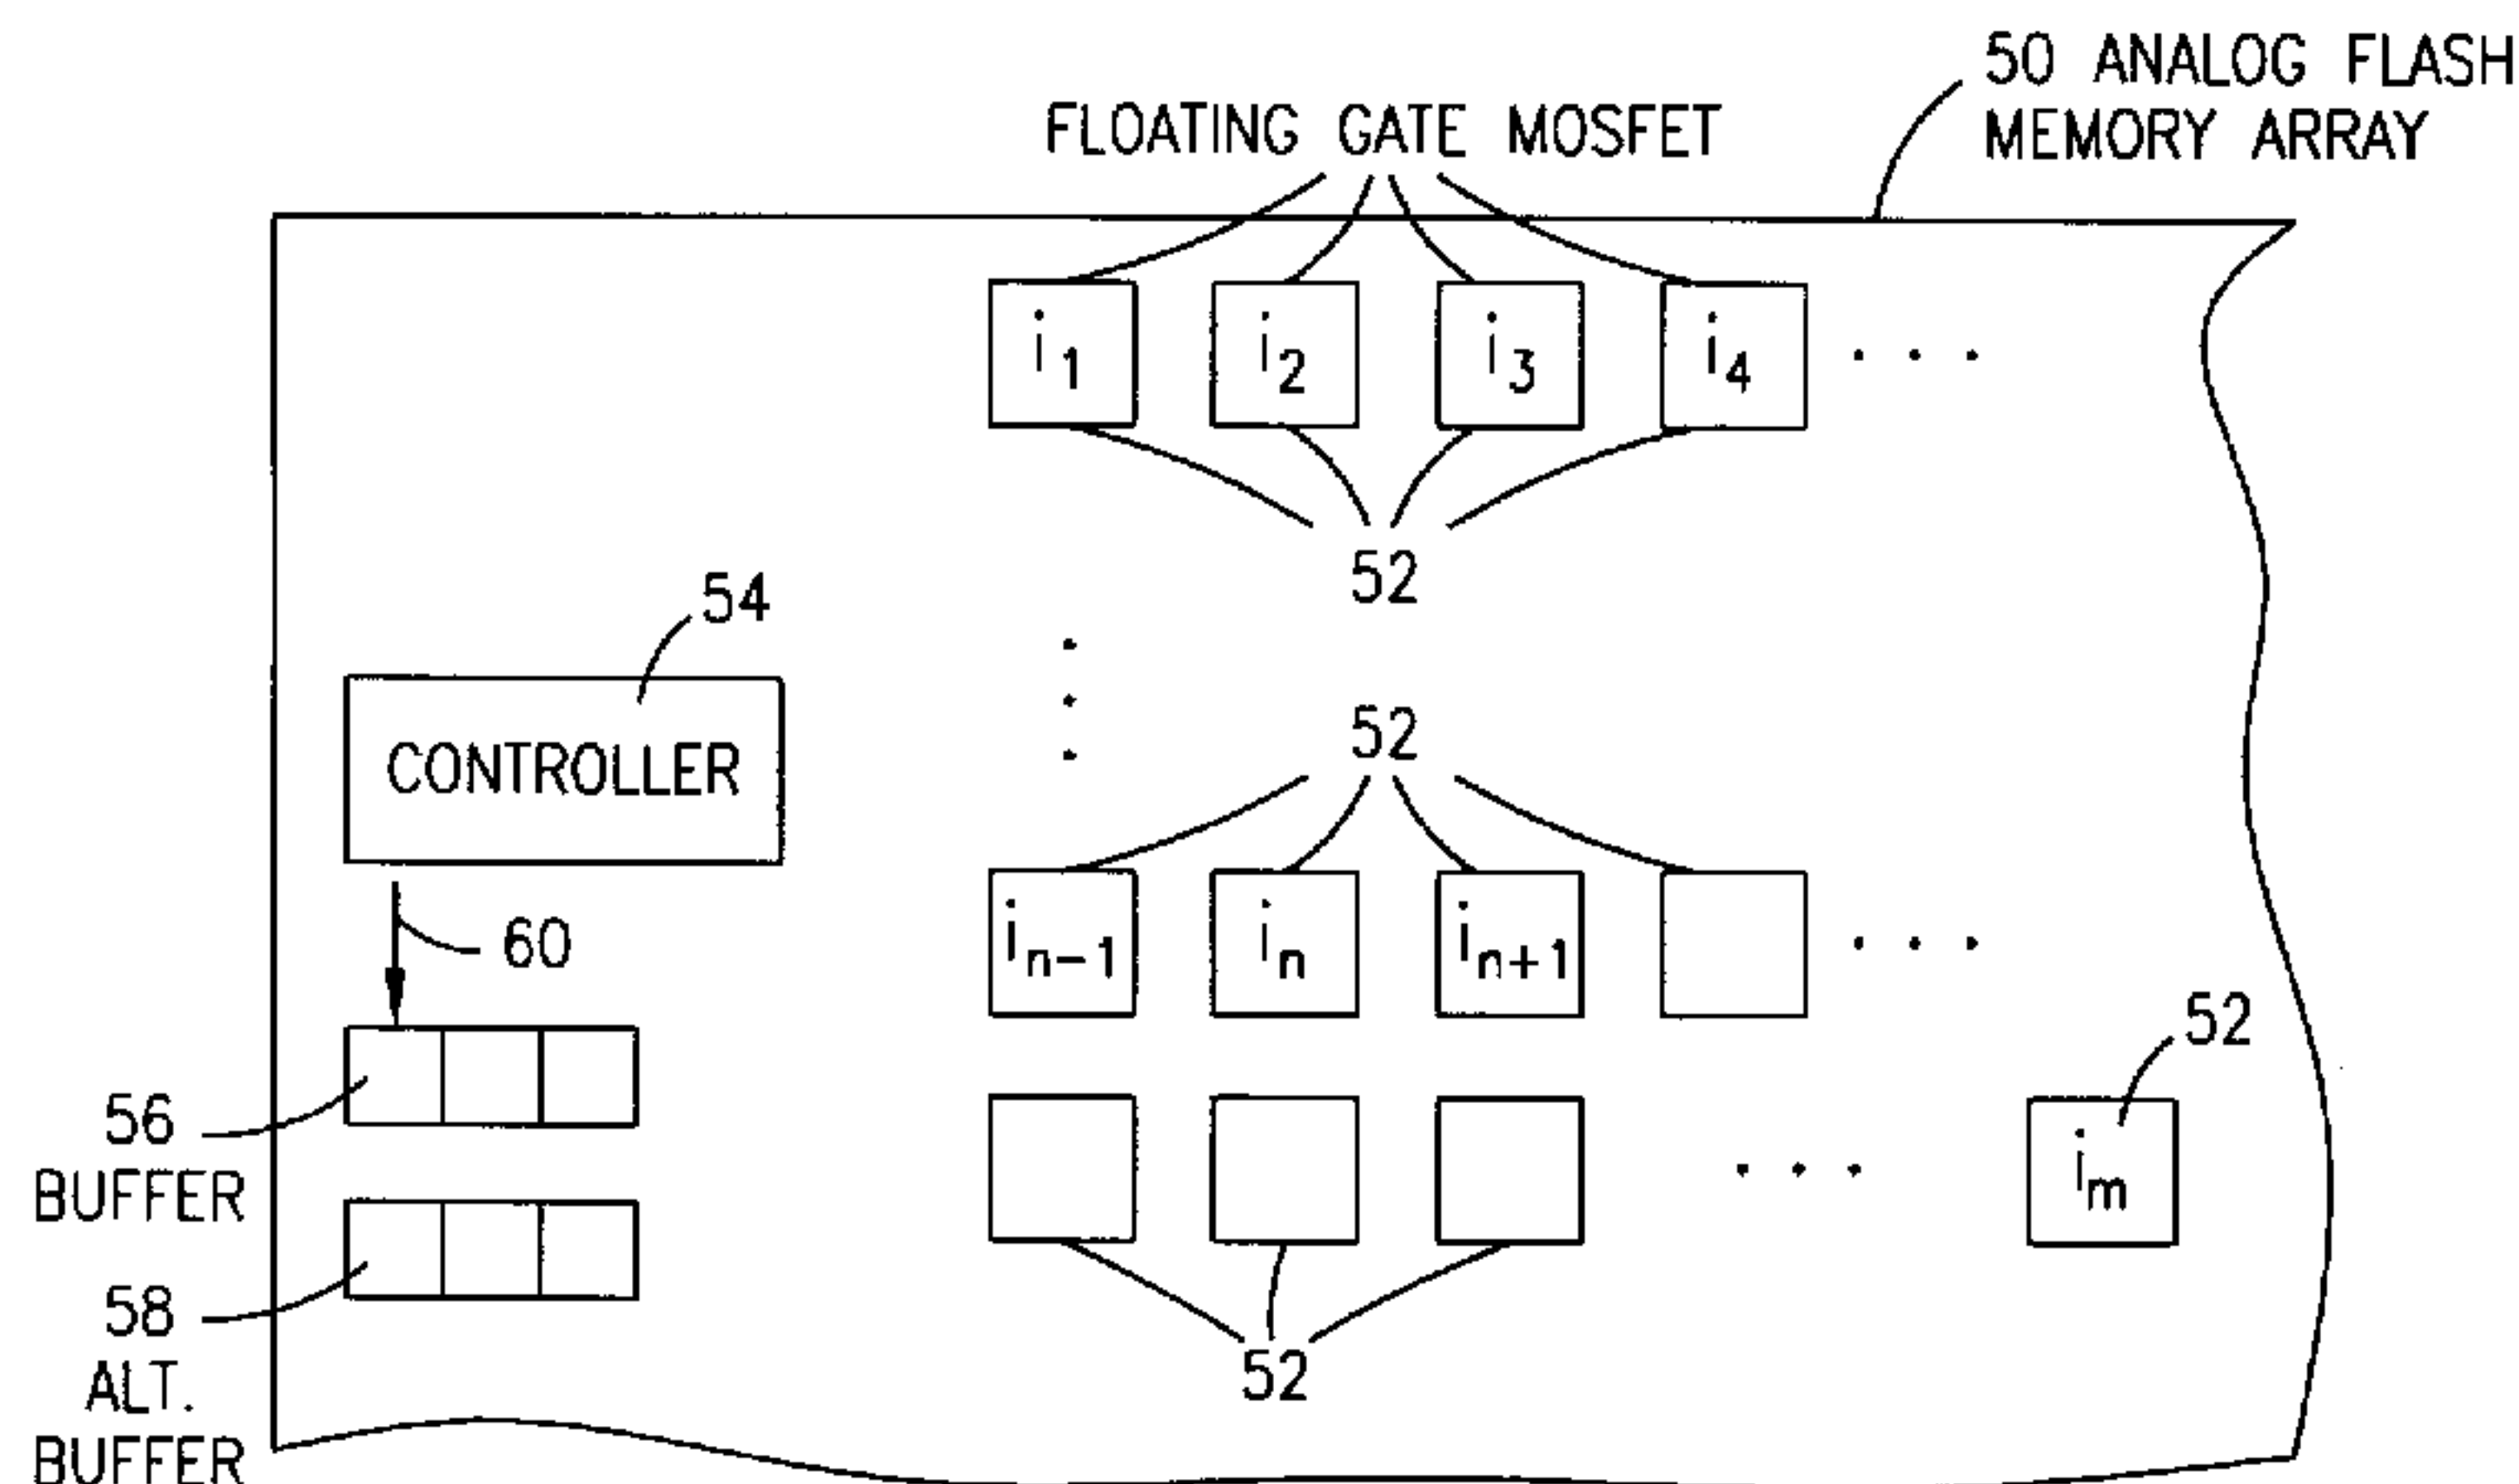 50 ANALOG FLASH
MEMORY ARRAY
FLOATING GATE MOSFET
i1 i2 i3 i4 . . .
52
54
CONTROLLER
52
60
in-1 in in+1 . . .
52
56
BUFFER
. . . im
58
ALT.
BUFFER
52